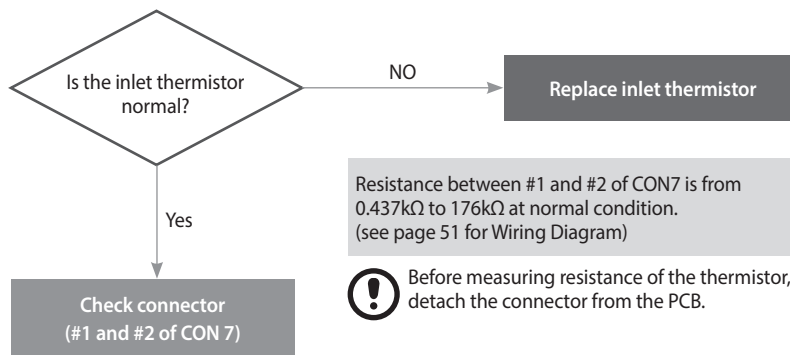 Is the inlet thermistor
normal?
NO
Replace inlet thermistor
Yes
Resistance between #1 and #2 of CON7 is from
0.437kΩ to 176kΩ at normal condition.
(see page 51 for Wiring Diagram)
Before measuring resistance of the thermistor,
detach the connector from the PCB.
Check connector
(#1 and #2 of CON 7)